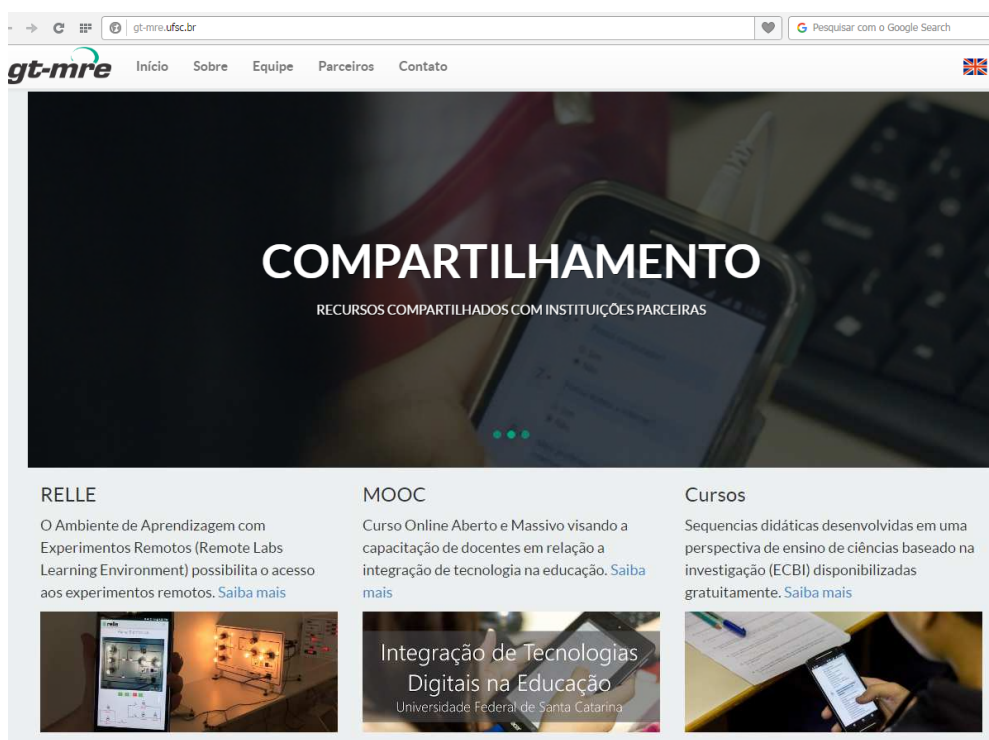 gt-mre.ufsc.br
Pesquisar com o Google Search
gt-mre Início Sobre Equipe Parceiros Contato
COMPARTILHAMENTO
RECURSOS COMPARTILHADOS COM INSTITUIÇÕES PARCEIRAS
RELLE
O Ambiente de Aprendizagem com
Experimentos Remotos (Remote Labs
Learning Environment) possibilita o acesso
aos experimentos remotos. Saiba mais
MOOC
Curso Online Aberto e Massivo visando a
capacitação de docentes em relação a
integração de tecnologia na educação. Saiba
mais
Integração de Tecnologias
Digitais na Educação
Universidade Federal de Santa Catarina
acer
Cursos
Sequencias didáticas desenvolvidas em uma
perspectiva de ensino de ciências baseado na
investigação (ECBI) disponibilizadas
gratuitamente. Saiba mais
relle